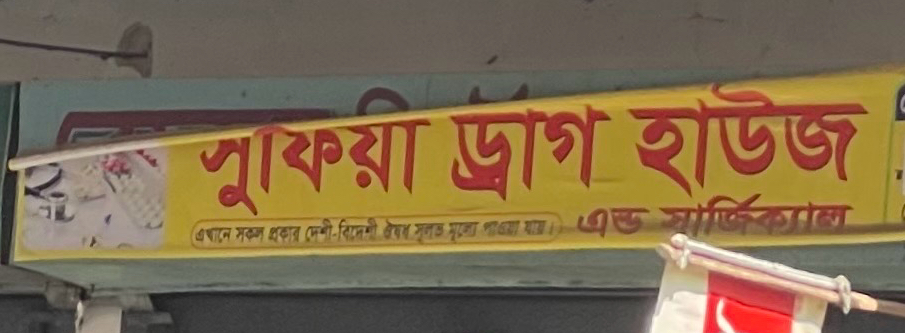 সুফিয়া ড্রাগ হাউজ
এন্ড সার্জিক্যাল
এখানে সকল প্রকার দেশী-বিদেশী ঔষধ সুলভ মূল্যে পাওয়া যায়।